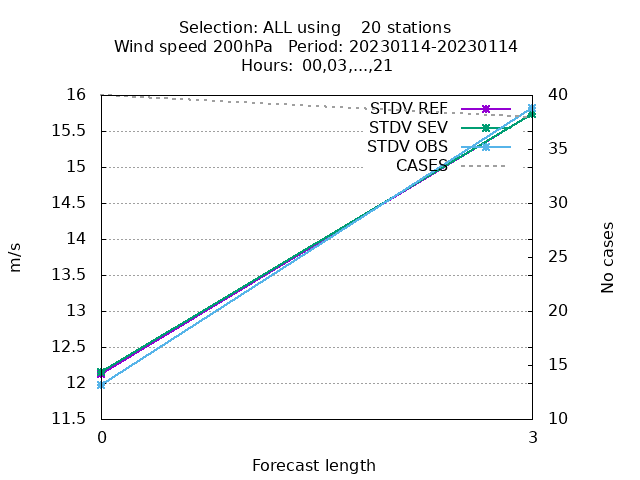 Selection: ALL using    20 stations
Wind speed 200hPa   Period: 20230114-20230114
Hours:  00,03,...,21
16
15.5
15
14.5
14
13.5
13
12.5
12
11.5
40
35
30
25
20
15
10
STDV REF
STDV SEV
STDV OBS
CASES
m/s
No cases
0
3
Forecast length